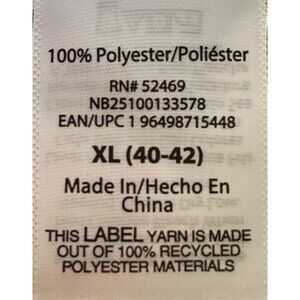 100% Polyester/Poliéster
RN# 52469
NB25100133578
EAN/UPC 1 96498715448
XL (40-42)
Made In/Hecho En
China
THIS LABEL YARN IS MADE
OUT OF 100% RECYCLED
POLYESTER MATERIALS